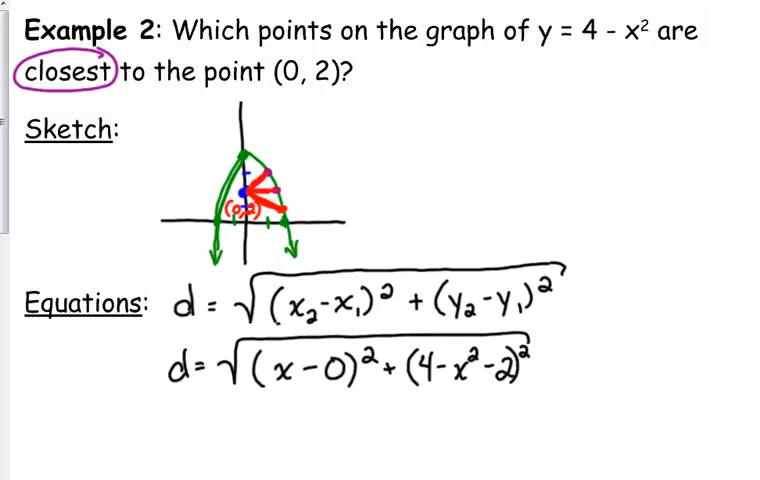 Example 2: Which points on the graph of y = 4 - x² are
closest to the point (0, 2)?
Sketch:
(0,2)
Equations: d = √(x₂-x₁)² + (y₂-y₁)²
d = √(x-0)² + (4-x²-2)²